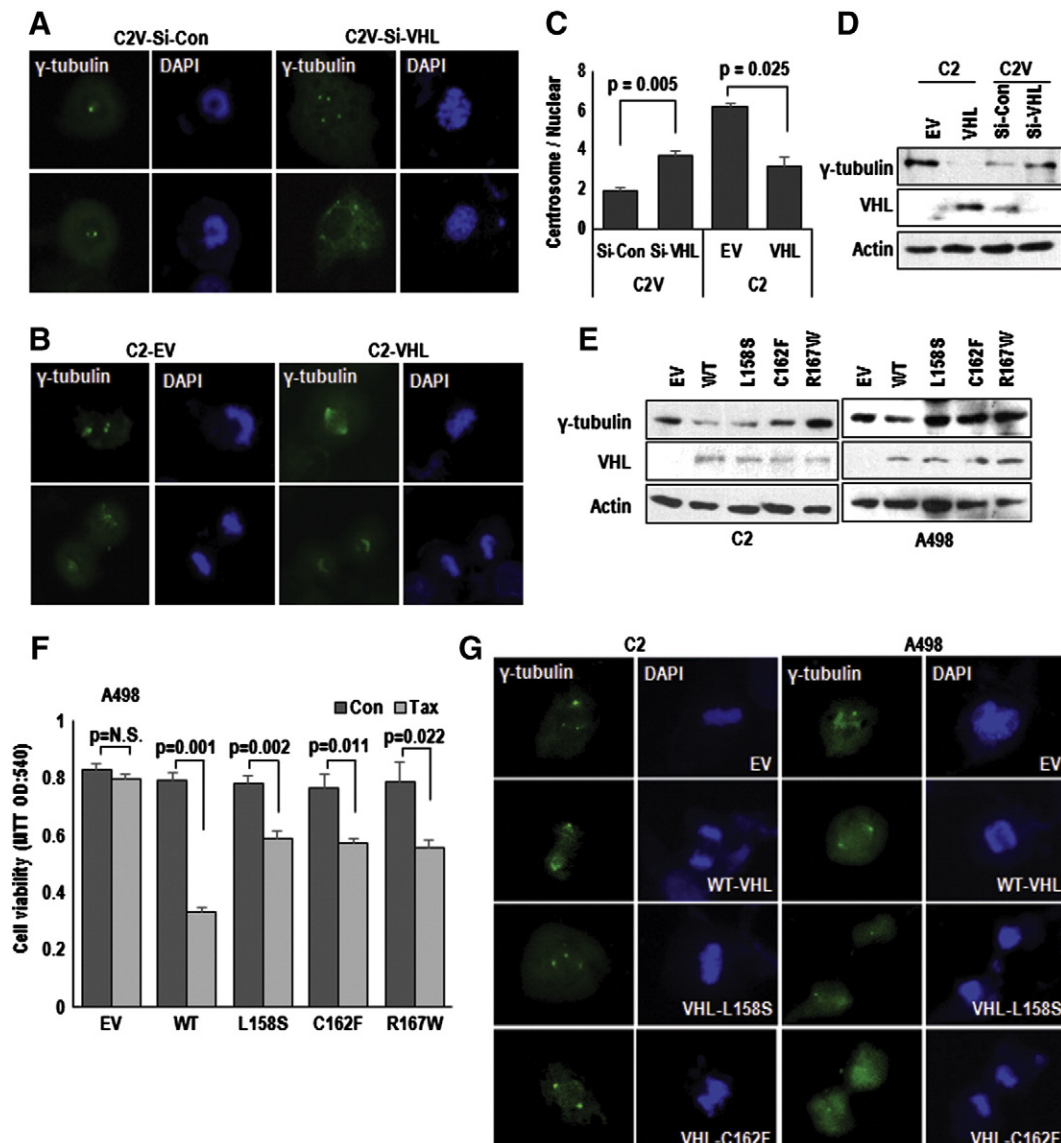 A
C2V-Si-Con
C2V-Si-VHL
γ-tubulin
DAPI
γ-tubulin
DAPI
B
C2-EV
C2-VHL
γ-tubulin
DAPI
γ-tubulin
DAPI
C
Centrosome / Nuclear
8
6
4
2
0
p = 0.005
p = 0.025
Si-Con Si-VHL
EV
VHL
C2V
C2
D
C2
C2V
EV
VHL
Si-Con
Si-VHL
γ-tubulin
VHL
Actin
E
EV
WT
L158S
C162F
R167W
EV
WT
L158S
C162F
R167W
γ-tubulin
VHL
Actin
C2
A498
F
A498
Con
Tax
Cell viability (MTT OD:540)
1
0.8
0.6
0.4
0.2
0
p=N.S.
p=0.001
p=0.002
p=0.011
p=0.022
EV
WT
L158S
C162F
R167W
G
C2
A498
γ-tubulin
DAPI
γ-tubulin
DAPI
EV
EV
WT-VHL
WT-VHL
VHL-L158S
VHL-L158S
VHL-C162F
VHL-C162F